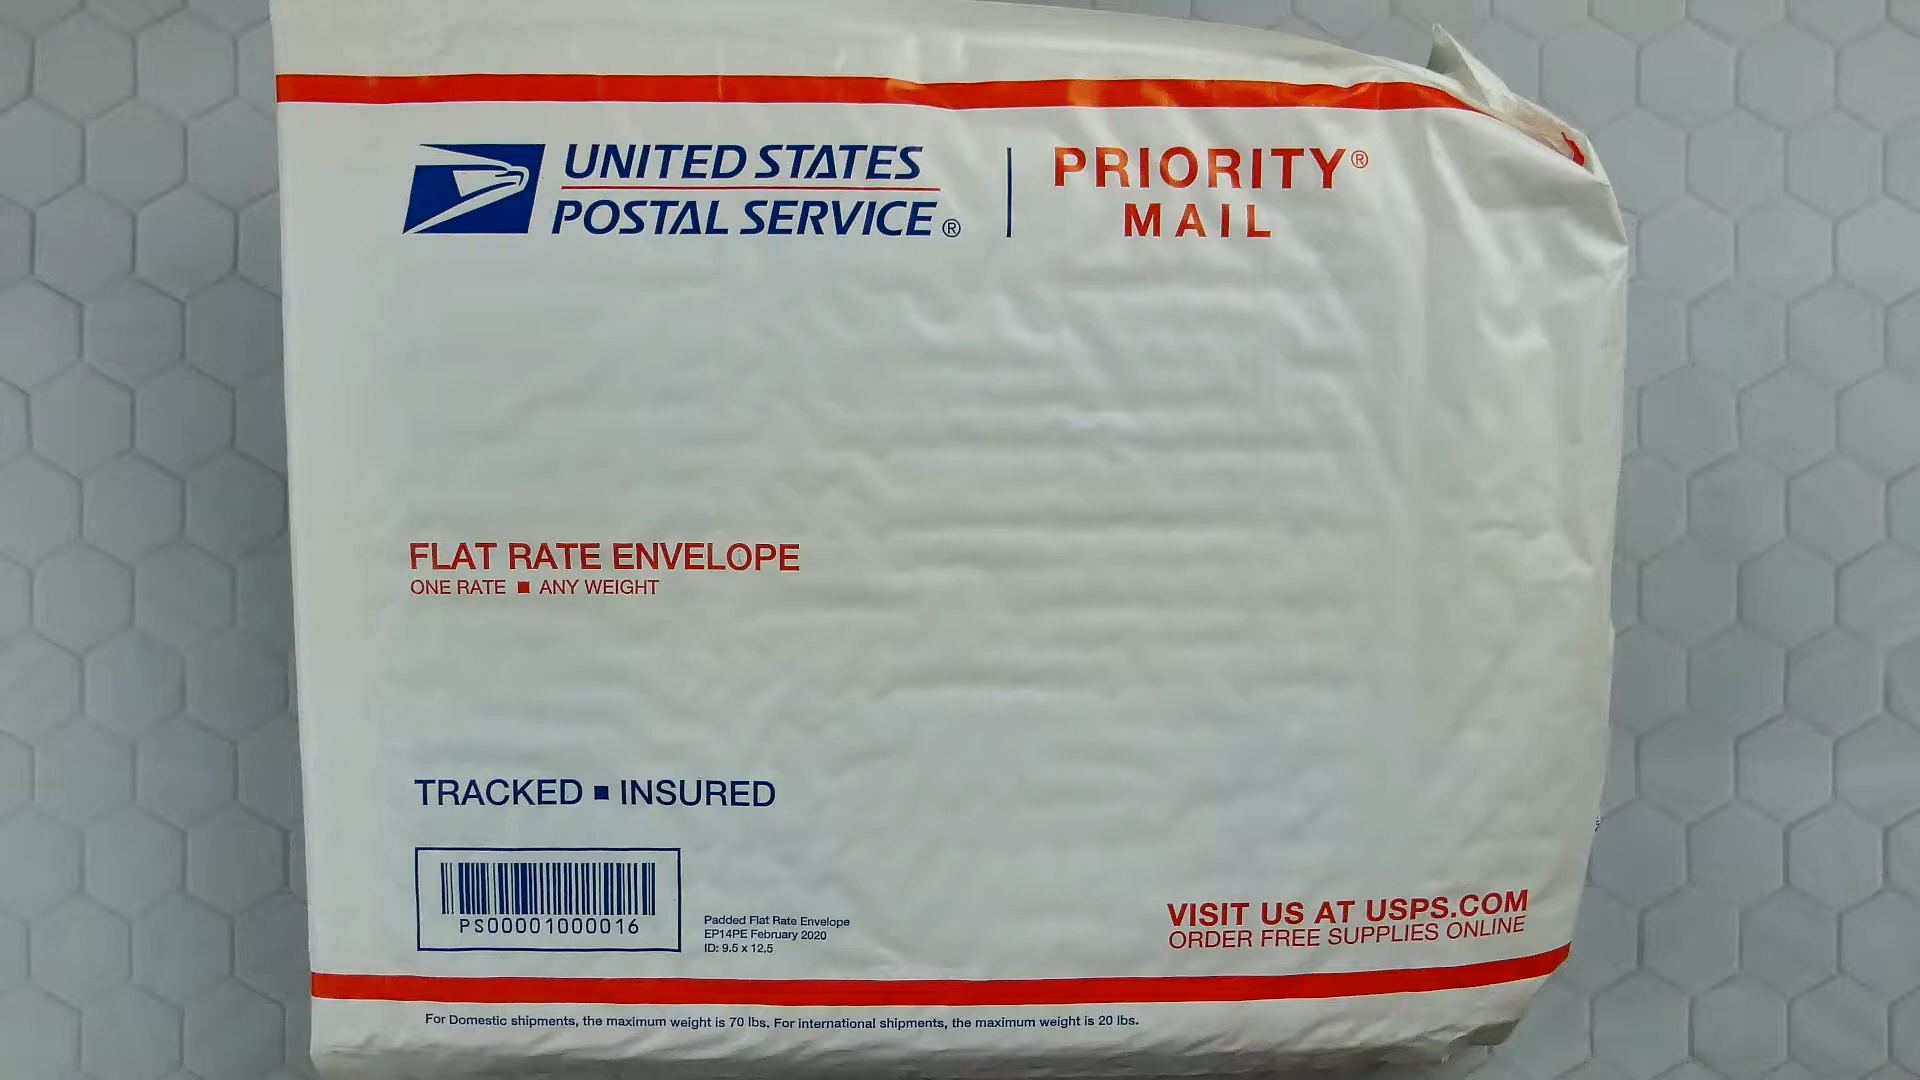 UNITED STATES
POSTAL SERVICE®
PRIORITY®
MAIL
FLAT RATE ENVELOPE
ONE RATE ■ ANY WEIGHT
TRACKED ■ INSURED
PS00001000016
Padded Flat Rate Envelope
EP14PE February 2020
ID: 9.5 x 12.5
VISIT US AT USPS.COM
ORDER FREE SUPPLIES ONLINE
For Domestic shipments, the maximum weight is 70 lbs. For international shipments, the maximum weight is 20 lbs.